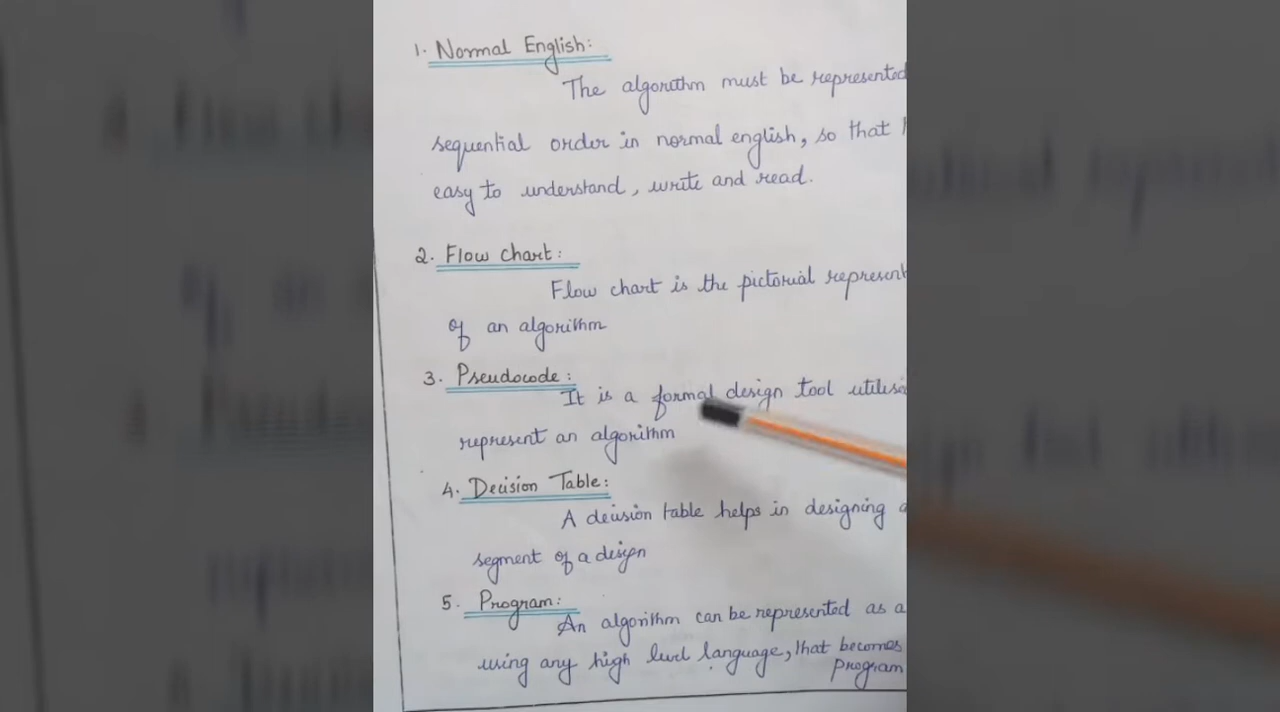 1. Normal English:
The algorithm must be represented
sequential order in normal english, so that
easy to understand, write and read.
2. Flow chart:
Flow chart is the pictorial represent
of an algorithm
3. Pseudocode:
It is a formal design tool utilise
represent an algorithm
4. Decision Table:
A decision table helps in designing a
segment of a design
5. Program:
An algorithm can be represented as a
using any high level language, that becomes
program